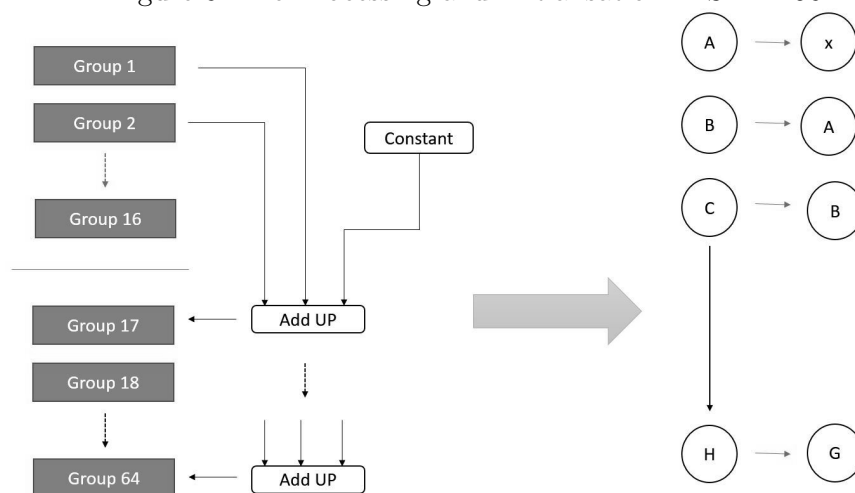 Group 1
Group 2
Group 16
Constant
Group 17
Add UP
Group 18
Group 64
Add UP
A
x
B
A
C
B
H
G